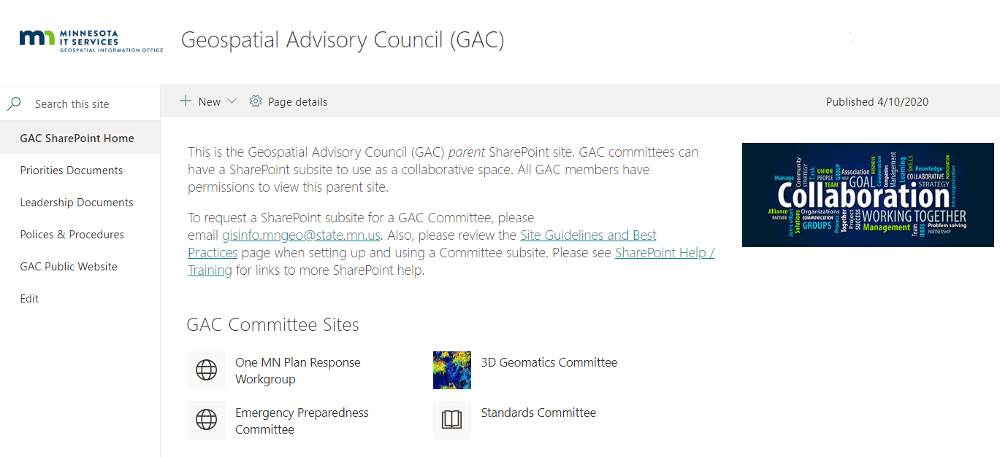 MINNESOTA
IT SERVICES
GEOSPATIAL INFORMATION OFFICE
Geospatial Advisory Council (GAC)
Search this site
New
Page details
Published 4/10/2020
GAC SharePoint Home
Priorities Documents
Leadership Documents
Polices & Procedures
GAC Public Website
Edit
This is the Geospatial Advisory Council (GAC) parent SharePoint site. GAC committees can
have a SharePoint subsite to use as a collaborative space. All GAC members have
permissions to view this parent site.
To request a SharePoint subsite for a GAC Committee, please
email gisinfo.mngeo@state.mn.us. Also, please review the Site Guidelines and Best
Practices page when setting up and using a Committee subsite. Please see SharePoint Help /
Training for links to more SharePoint help.
Manage
Community
STRATEGY
Task
UNION
PEOPLE
TEAM
GROUP
HELP
Association
GOAL
BUSINESS
Cooperation
Companies
Management
Learning
SKILLS
Knowledge
COLLABORATIVE
STRATEGY
PARTICIPATION
Intra-organization
Collaboration
Alliance
PARTNER
Joint effort
Solutions
Organizations
COMMUNICATION
GROUPS
Process
Together
Project
SUCCESS
WORKING TOGETHER
Management
Team
IDEAS
Problem solving
PARTNERSHIP
GAC Committee Sites
One MN Plan Response
Workgroup
3D Geomatics Committee
Emergency Preparedness
Committee
Standards Committee